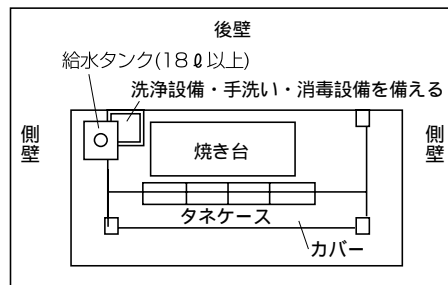 後壁
給水タンク(18ℓ以上)
洗浄設備・手洗い・消毒設備を備える
側壁
側壁
焼き台
タネケース
カバー